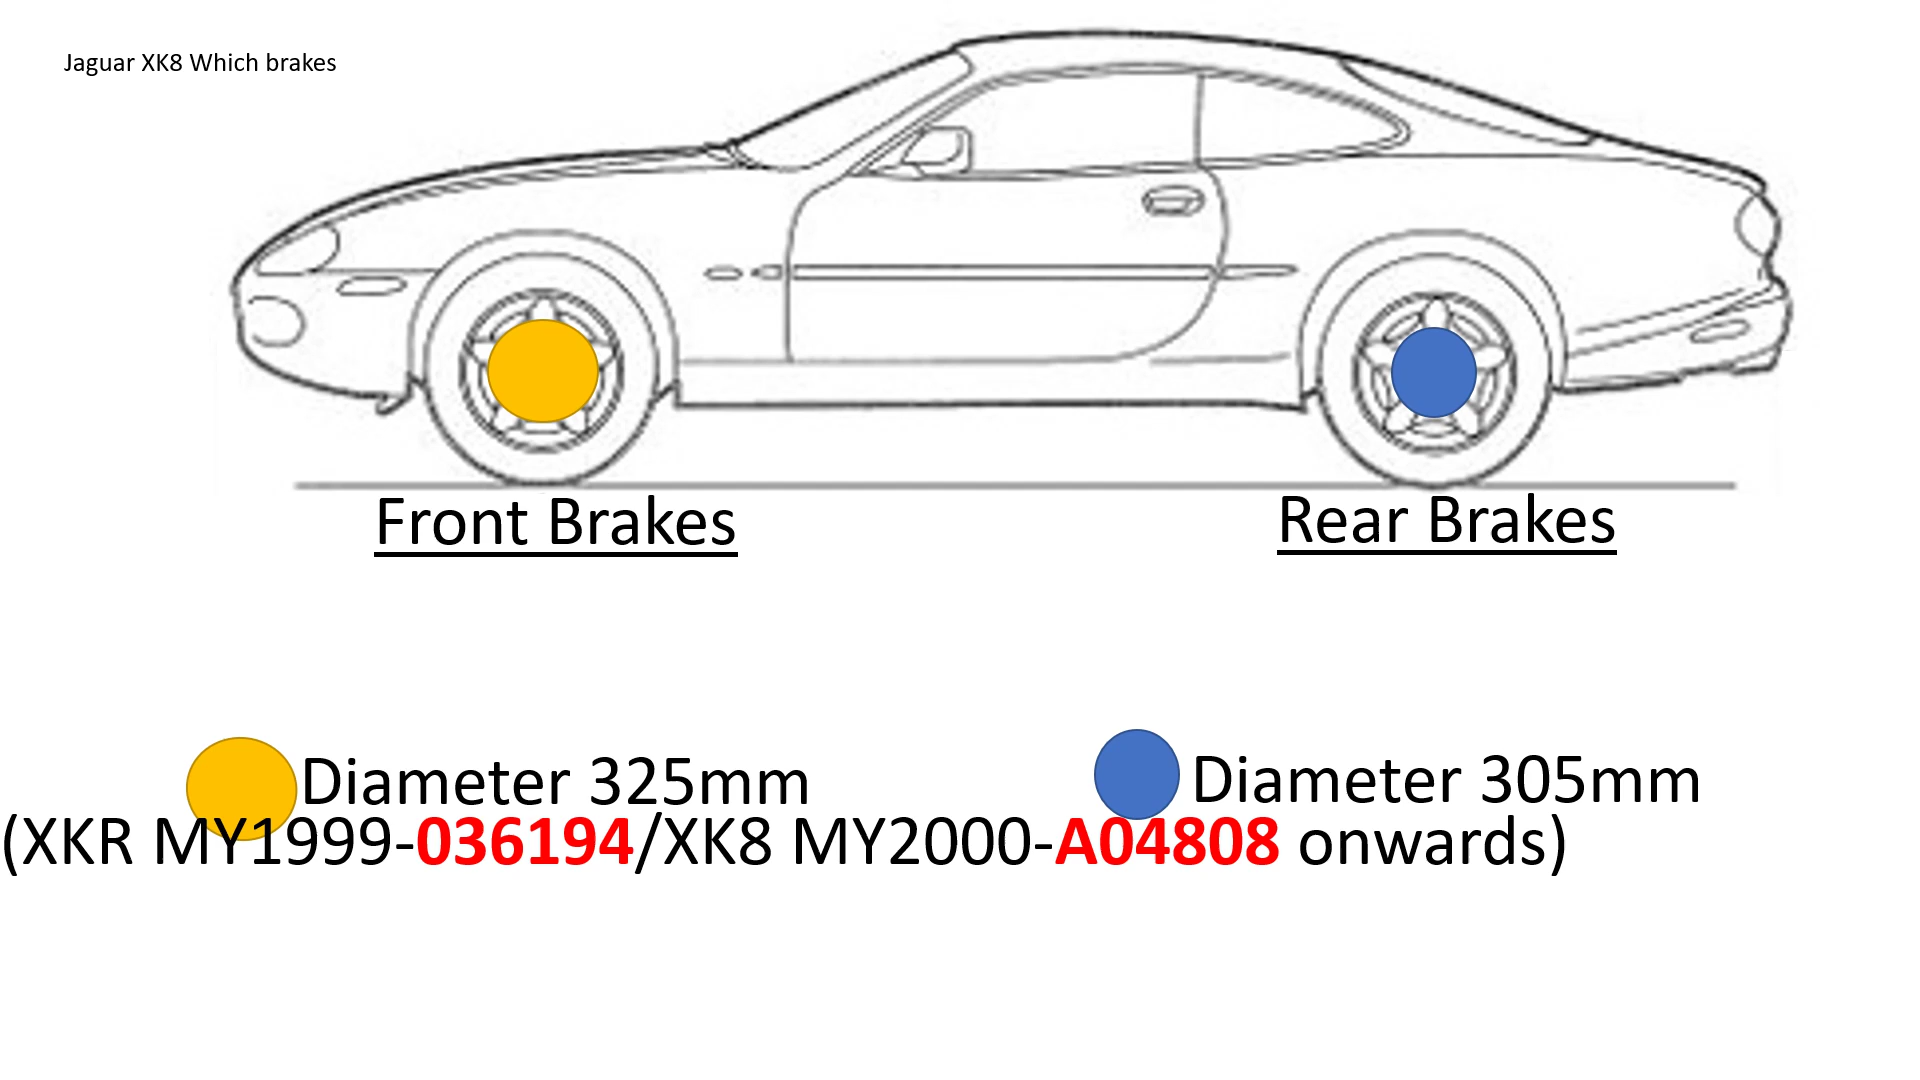 Jaguar XK8 Which brakes
Front Brakes
Rear Brakes
Diameter 325mm
Diameter 305mm
(XKR MY1999-036194/XK8 MY2000-A04808 onwards)